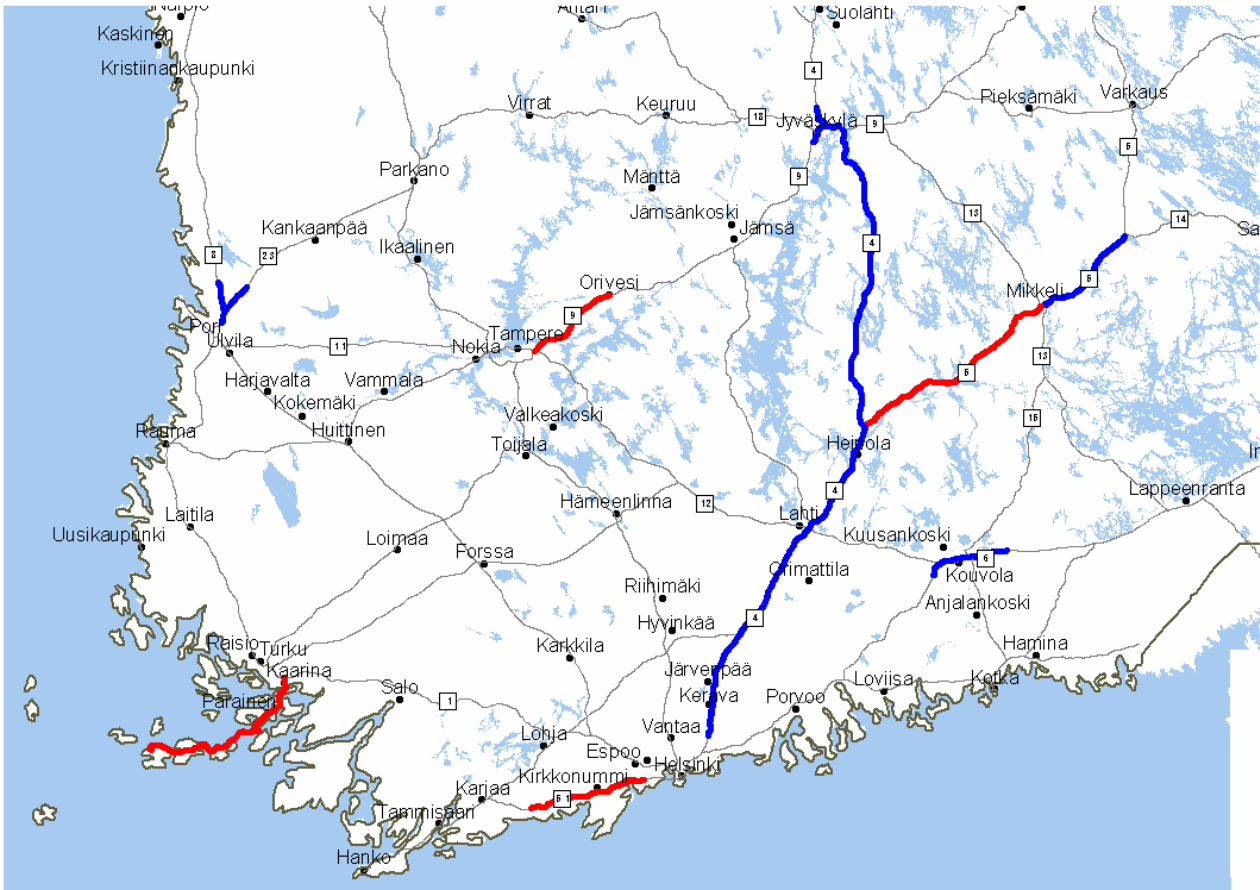 Suolahti
Kaskinen
Kristiinankaupunki
4
Virrat
Keuruu
18
Jyväskylä
9
Pieksämäki
Varkaus
5
Parkano
Mänttä
9
Jämsänkoski
Jämsä
13
14
Kankaanpää
8
23
Ikaalinen
4
Orivesi
9
Mikkeli
5
Pori
Ulvila
11
Nokia
Tampere
13
5
Harjavalta
Vammala
Kokemäki
Huittinen
Valkeakoski
Toijala
15
Rauma
Heinola
4
Lappeenranta
Hämeenlinna
12
Lahti
Laitila
Uusikaupunki
Loimaa
Forssa
Kuusankoski
6
Kouvola
Orimattila
Riihimäki
Anjalankoski
Hyvinkää
4
Raisio
Turku
Kaarina
Karkkila
Hamina
Järvenpää
Kerava
Parainen
Salo
1
Porvoo
Loviisa
Kotka
Vantaa
Lohja
Espoo
Helsinki
Kirkkonummi
Karjaa
51
Tammisaari
Hanko